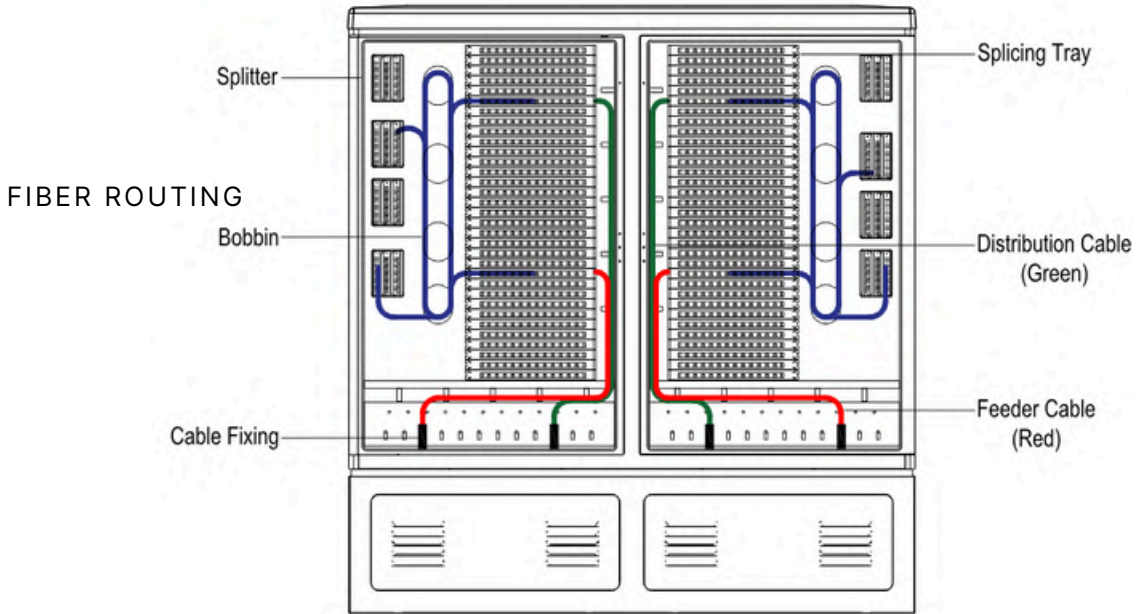 FIBER ROUTING
Splitter
Bobbin
Cable Fixing
Splicing Tray
Distribution Cable
(Green)
Feeder Cable
(Red)